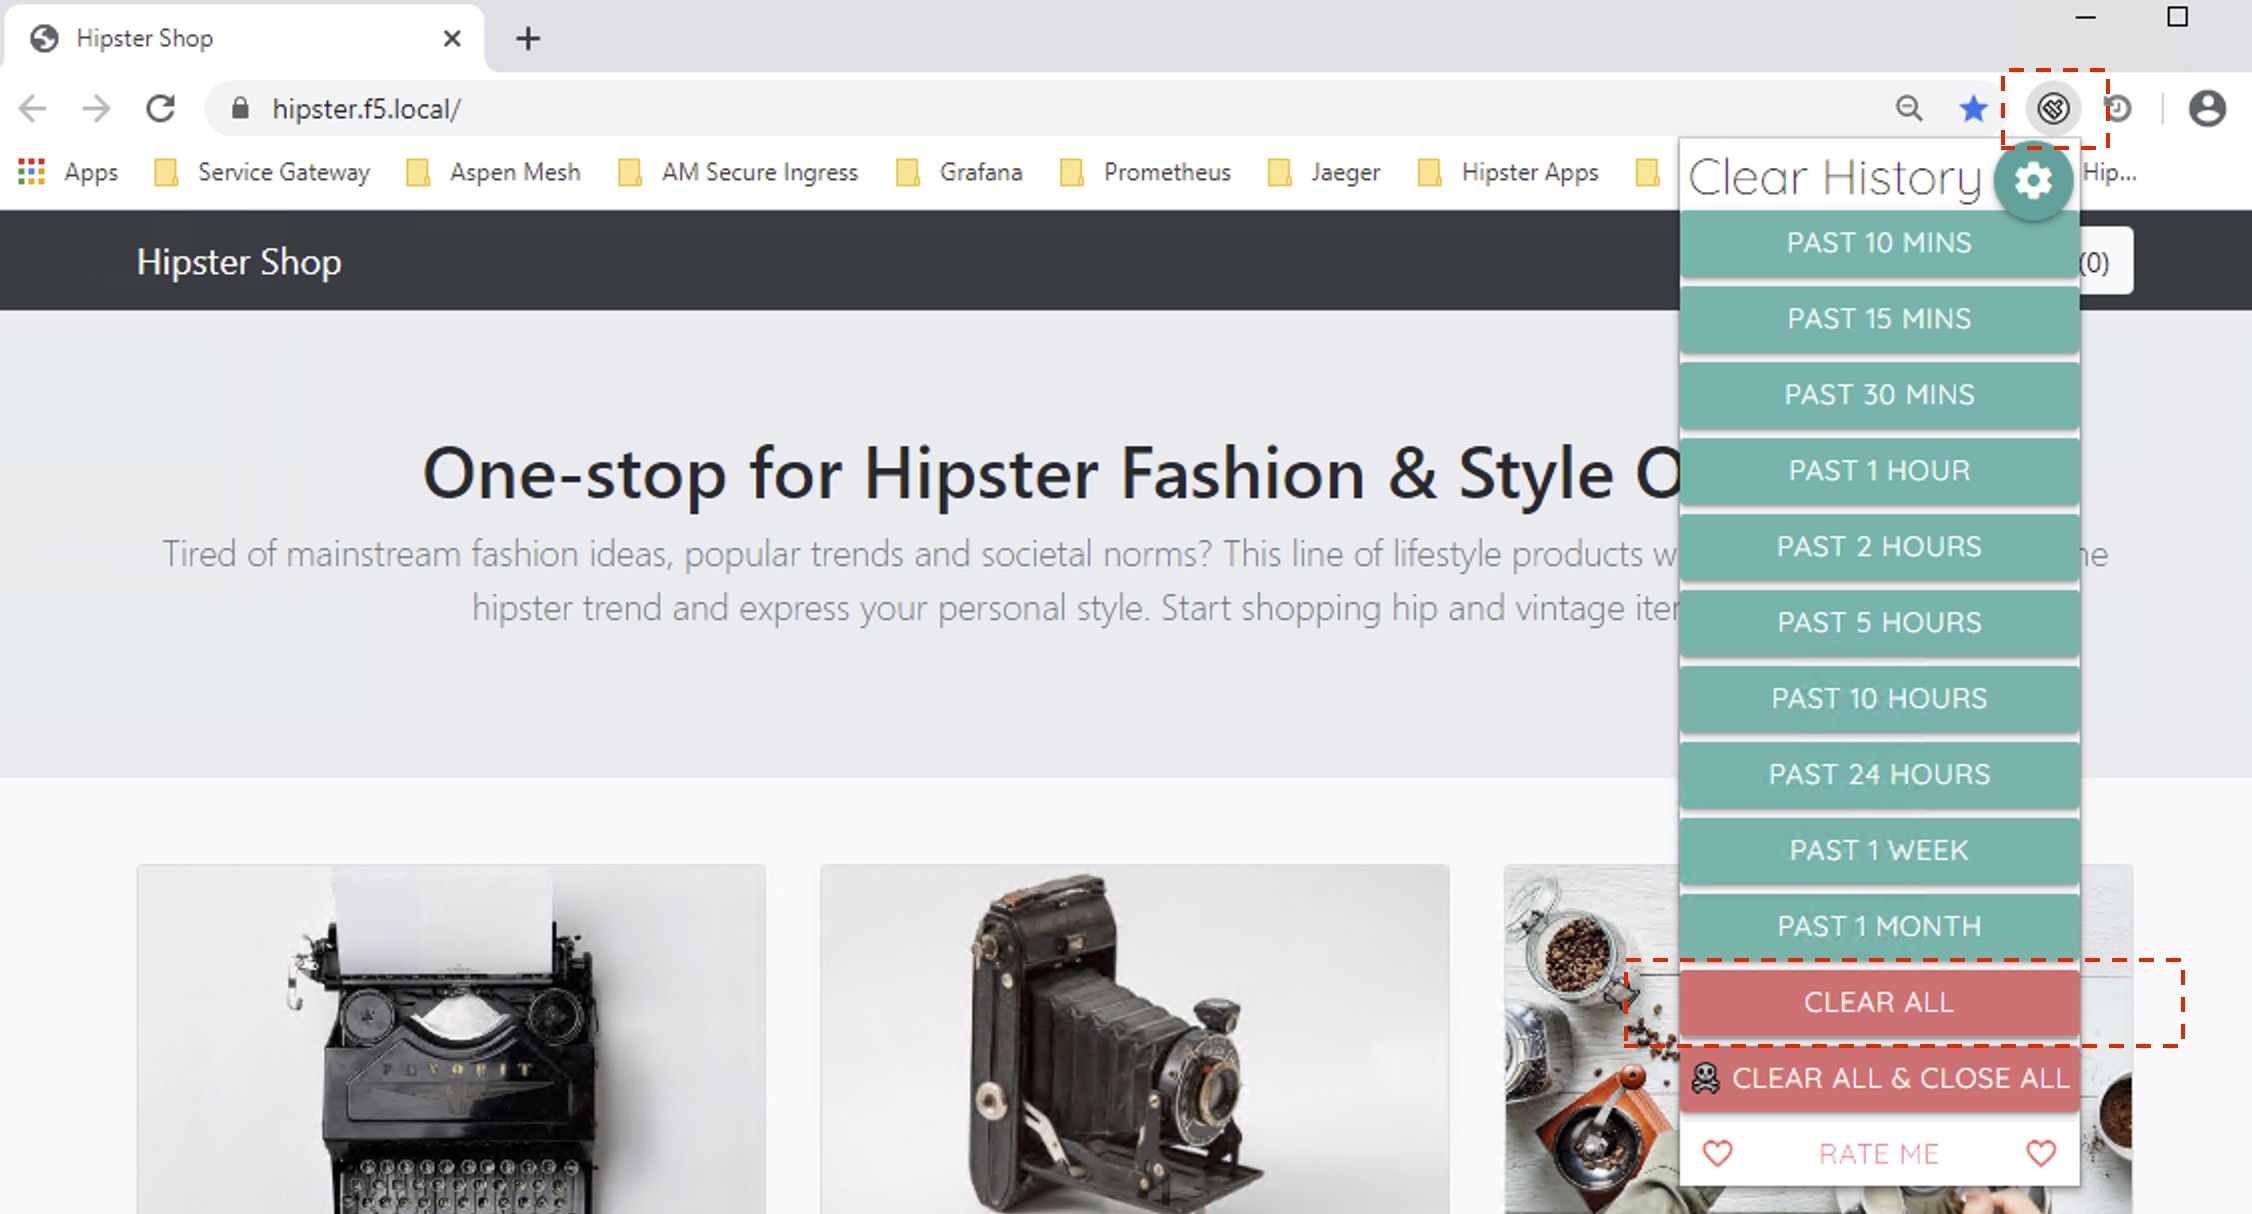 Hipster Shop
hipster.f5.local/
Apps
Service Gateway
Aspen Mesh
AM Secure Ingress
Grafana
Prometheus
Jaeger
Hipster Apps
Hip...
Clear History
Hipster Shop
(0)
PAST 10 MINS
PAST 15 MINS
PAST 30 MINS
PAST 1 HOUR
PAST 2 HOURS
PAST 5 HOURS
PAST 10 HOURS
PAST 24 HOURS
PAST 1 WEEK
PAST 1 MONTH
CLEAR ALL
CLEAR ALL & CLOSE ALL
RATE ME
One-stop for Hipster Fashion & Style O
Tired of mainstream fashion ideas, popular trends and societal norms? This line of lifestyle products w
hipster trend and express your personal style. Start shopping hip and vintage iter